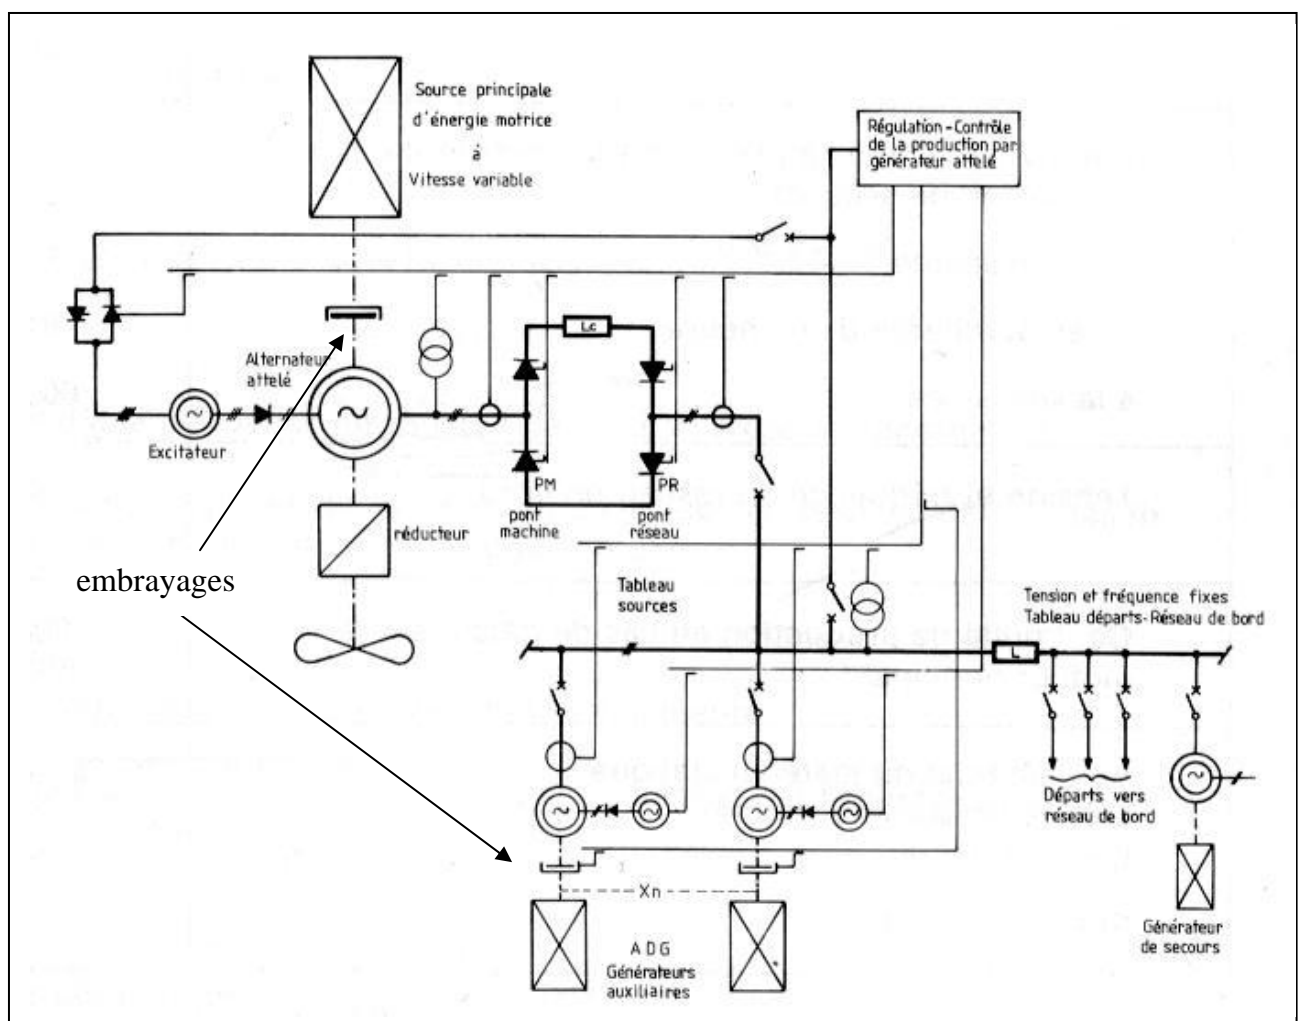 Source principale
d'énergie motrice
à
Vitesse variable
Régulation - Contrôle
de la production par
générateur attelé
Lc
Alternateur
attelé
Excitateur
PM
pont
machine
PR
pont
réseau
réducteur
embrayages
Tableau
sources
Tension et fréquence fixes
Tableau départs - Réseau de bord
L
Départs vers
réseau de bord
Xn
A D G
Générateurs
auxiliaires
Générateur
de secours